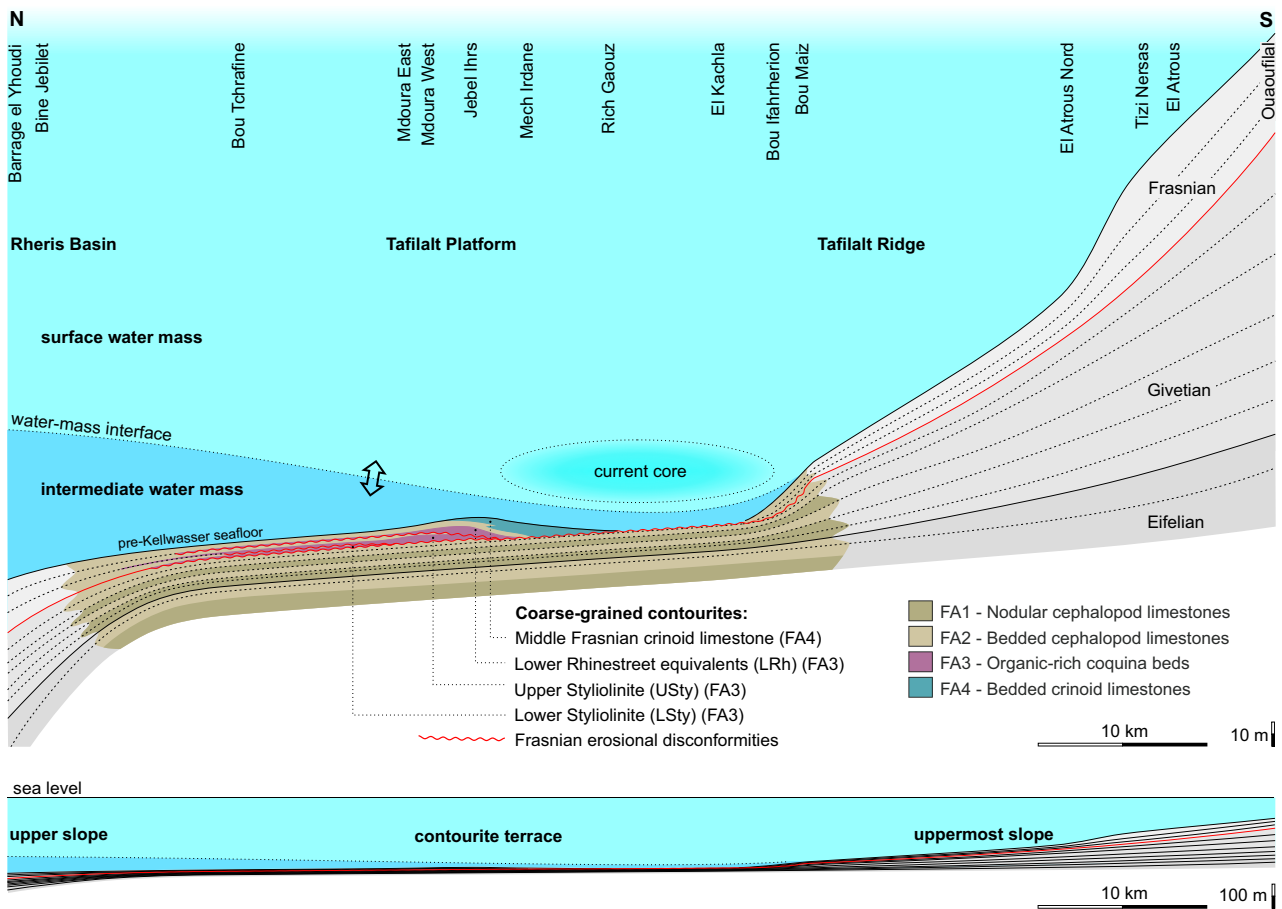 N
S
Barrage el Yhoudi
Bine Jebilet
Bou Tchrafine
Mdoura East
Mdoura West
Jebel Ihrs
Mech Irdane
Rich Gaouz
El Kachla
Bou Ifahrherion
Bou Maiz
El Atrous Nord
Tizi Nersas
El Atrous
Ouaoufilal
Frasnian
Rheris Basin
Tafilalt Platform
Tafilalt Ridge
surface water mass
Givetian
water-mass interface
current core
intermediate water mass
Eifelian
pre-Kellwasser seafloor
Coarse-grained contourites:
Middle Frasnian crinoid limestone (FA4)
Lower Rhinestreet equivalents (LRh) (FA3)
Upper Styliolinite (USty) (FA3)
Lower Styliolinite (LSty) (FA3)
Frasnian erosional disconformities
FA1 - Nodular cephalopod limestones
FA2 - Bedded cephalopod limestones
FA3 - Organic-rich coquina beds
FA4 - Bedded crinoid limestones
10 km
10 m
sea level
upper slope
contourite terrace
uppermost slope
10 km
100 m